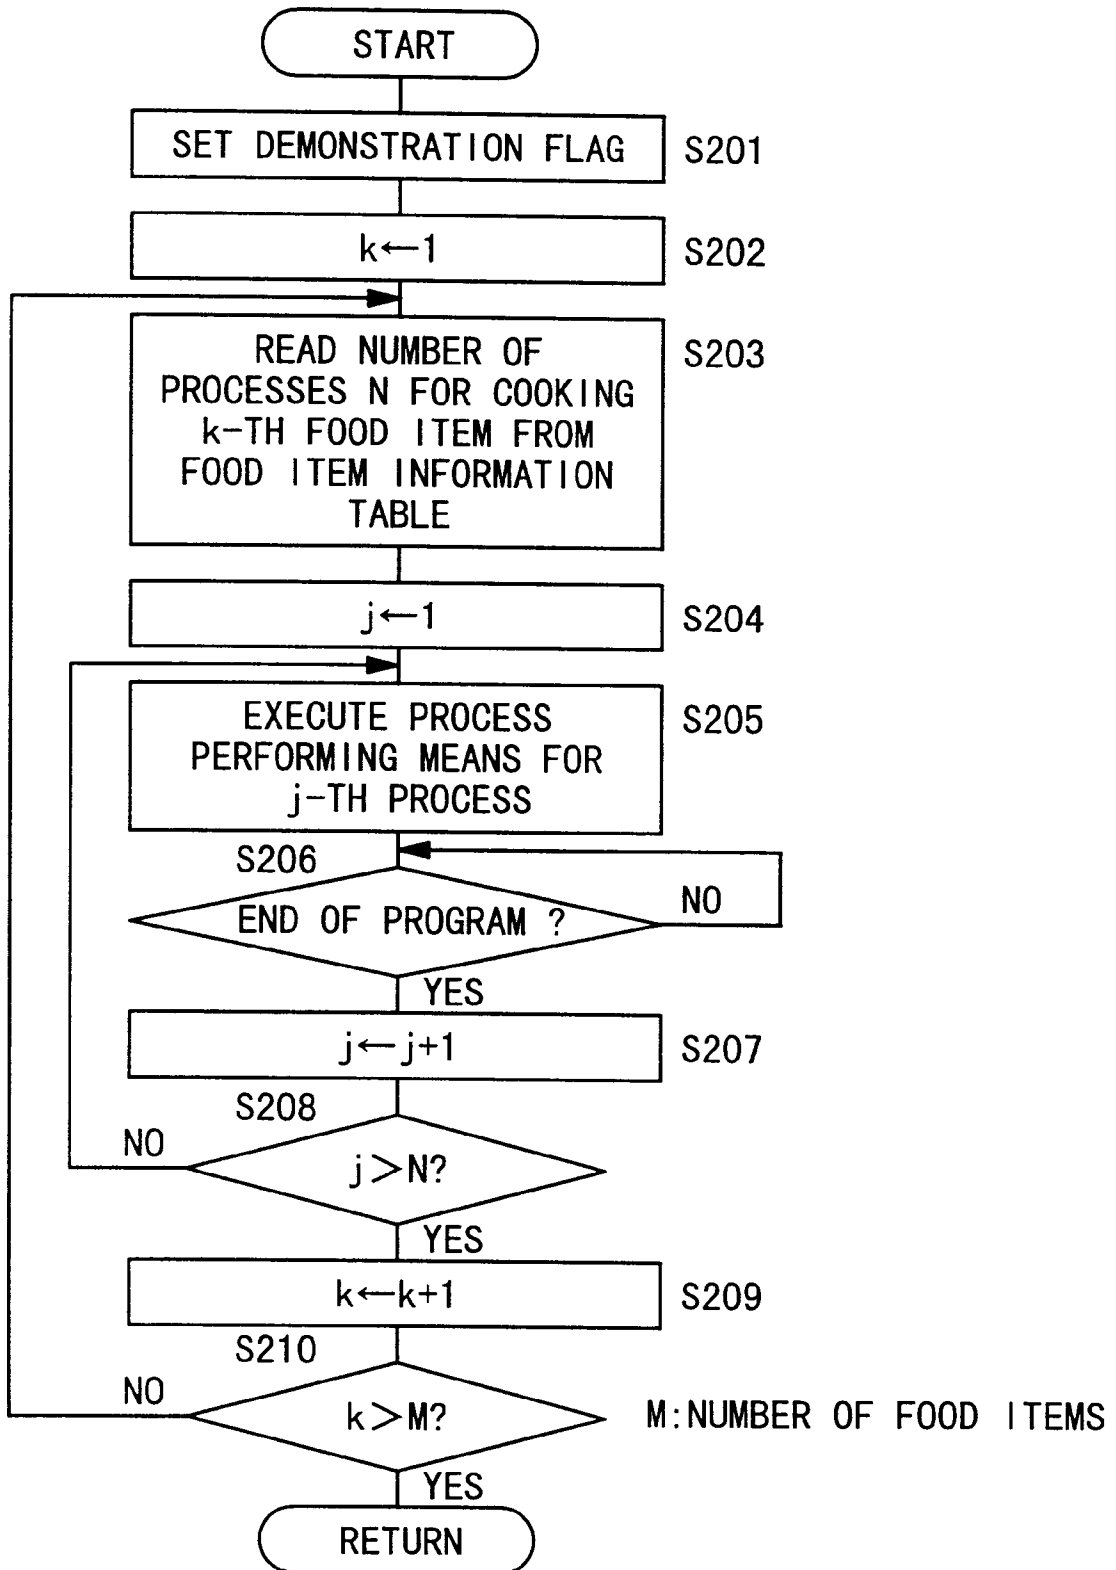 START
SET DEMONSTRATION FLAG
S201
k←1
S202
READ NUMBER OF
PROCESSES N FOR COOKING
k-TH FOOD ITEM FROM
FOOD ITEM INFORMATION
TABLE
S203
j←1
S204
EXECUTE PROCESS
PERFORMING MEANS FOR
j-TH PROCESS
S205
S206
END OF PROGRAM ?
NO
YES
j←j+1
S207
S208
NO
j>N?
YES
k←k+1
S209
S210
NO
k>M?
M:NUMBER OF FOOD ITEMS
YES
RETURN